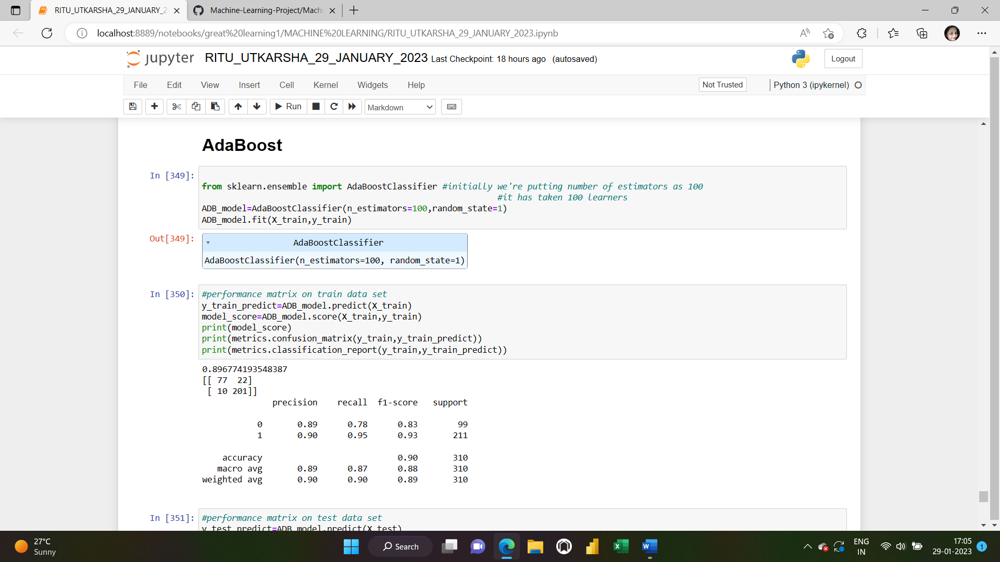 RITU_UTKARSHA_29_JANUARY_2
Machine-Learning-Project/Machi
localhost:8889/notebooks/great%20learning1/MACHINE%20LEARNING/RITU_UTKARSHA_29_JANUARY_2023.ipynb
jupyter RITU_UTKARSHA_29_JANUARY_2023 Last Checkpoint: 18 hours ago (autosaved)
Logout
File Edit View Insert Cell Kernel Widgets Help
Not Trusted
Python 3 (ipykernel)
Run
Markdown
AdaBoost
In [349]:
from sklearn.ensemble import AdaBoostClassifier #initially we're putting number of estimators as 100
#it has taken 100 learners
ADB_model=AdaBoostClassifier(n_estimators=100,random_state=1)
ADB_model.fit(X_train,y_train)
Out[349]:
AdaBoostClassifier
AdaBoostClassifier(n_estimators=100, random_state=1)
In [350]:
#performance matrix on train data set
y_train_predict=ADB_model.predict(X_train)
model_score=ADB_model.score(X_train,y_train)
print(model_score)
print(metrics.confusion_matrix(y_train,y_train_predict))
print(metrics.classification_report(y_train,y_train_predict))
0.896774193548387
[[ 77  22]
 [ 10 201]]
precision recall f1-score support
0 0.89 0.78 0.83 99
1 0.90 0.95 0.93 211
accuracy 0.90 310
macro avg 0.89 0.87 0.88 310
weighted avg 0.90 0.90 0.89 310
In [351]:
#performance matrix on test data set
y_test_predict=ADB_model.predict(X_test)
27°C
Sunny
Search
ENG
IN
17:05
29-01-2023
1